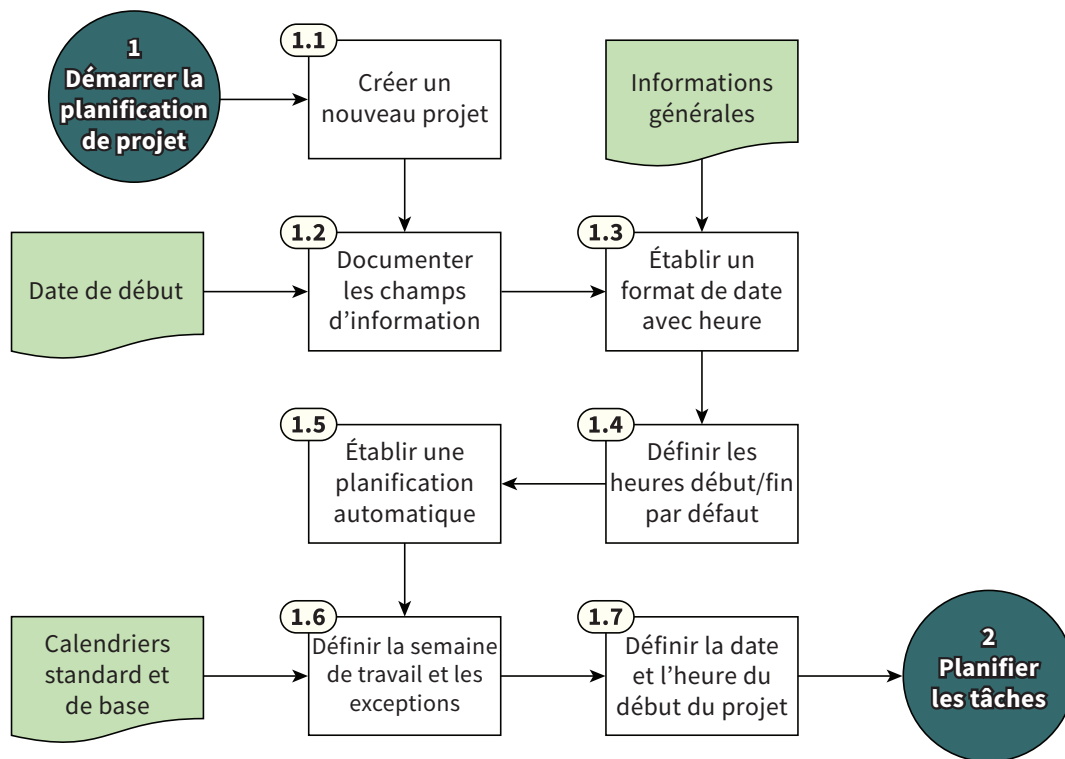 1
Démarrer la
planification
de projet
1.1
Créer un
nouveau projet
Informations
générales
Date de début
1.2
Documenter
les champs
d’information
1.3
Établir un
format de date
avec heure
1.5
Établir une
planification
automatique
1.4
Définir les
heures début/fin
par défaut
Calendriers
standard et
de base
1.6
Définir la semaine
de travail et les
exceptions
1.7
Définir la date
et l’heure du
début du projet
2
Planifier
les tâches